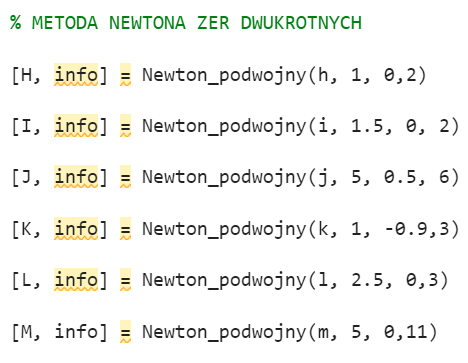 % METODA NEWTONA ZER DWUKROTNYCH
[H, info] = Newton_podwojny(h, 1, 0,2)
[I, info] = Newton_podwojny(i, 1.5, 0, 2)
[J, info] = Newton_podwojny(j, 5, 0.5, 6)
[K, info] = Newton_podwojny(k, 1, -0.9,3)
[L, info] = Newton_podwojny(l, 2.5, 0,3)
[M, info] = Newton_podwojny(m, 5, 0,11)